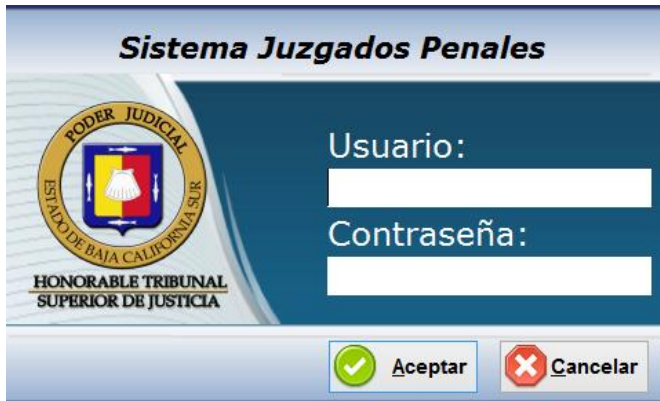 Sistema Juzgados Penales
PODER JUDICIAL
ESTADO DE BAJA CALIFORNIA SUR
HONORABLE TRIBUNAL
SUPERIOR DE JUSTICIA
Usuario:
Contraseña:
Aceptar
Cancelar